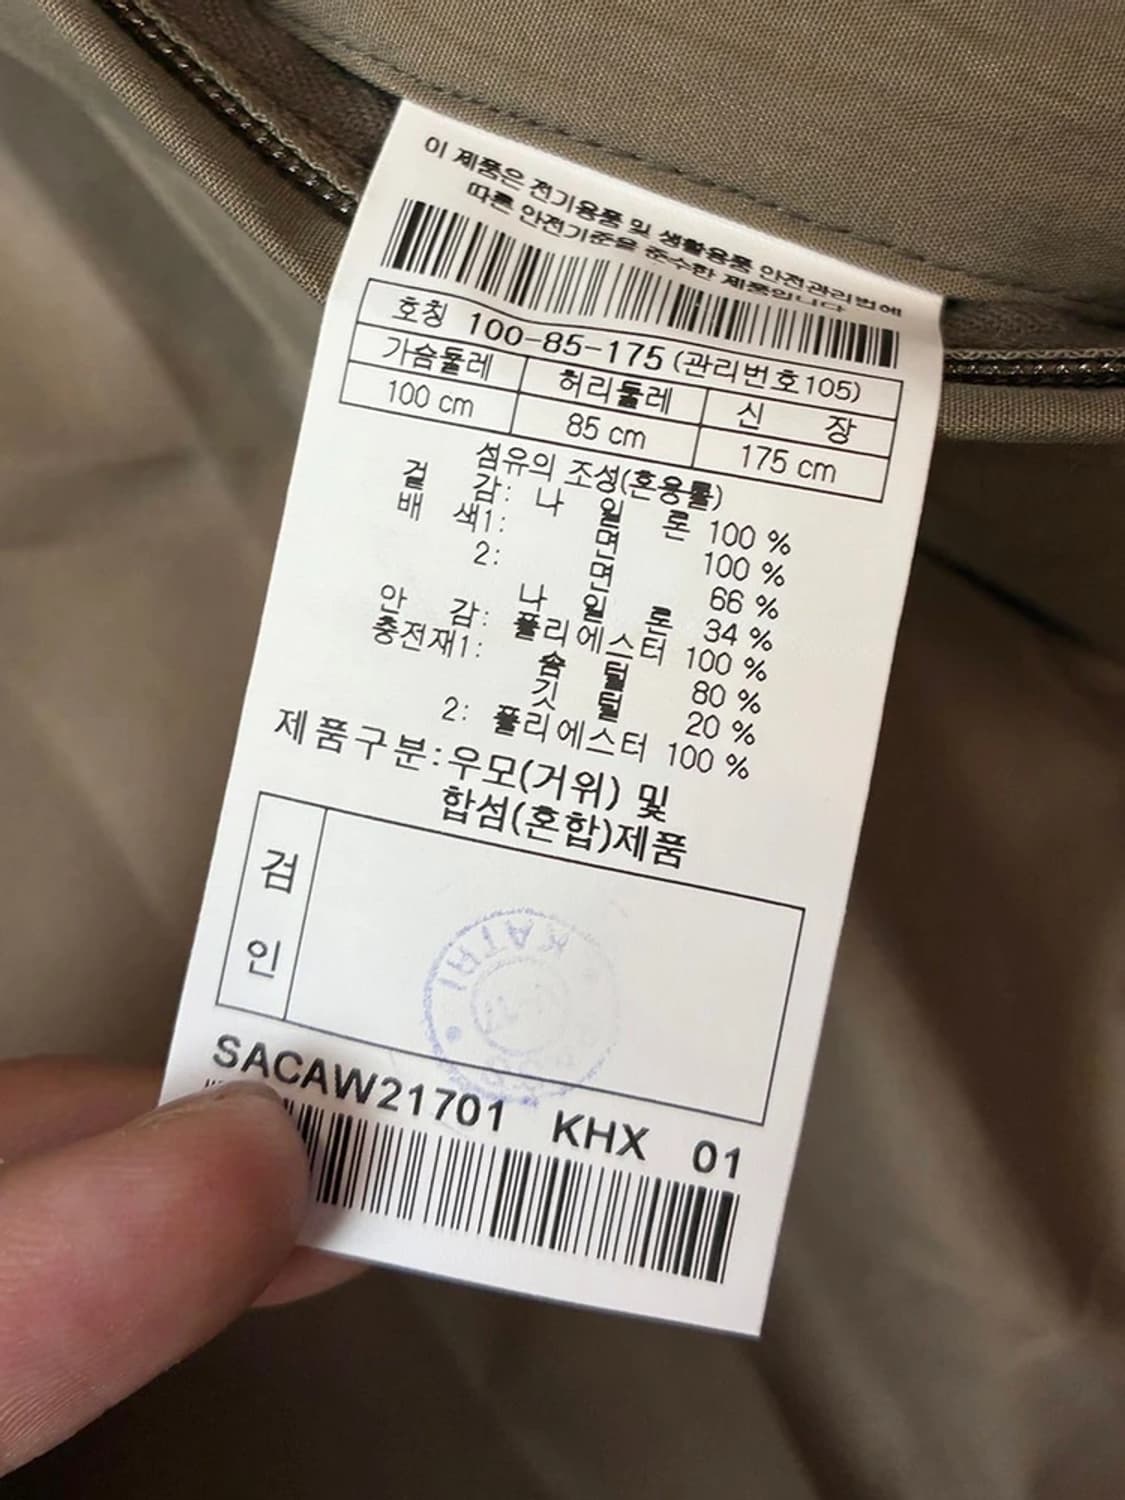 이 제품은 전기용품 및 생활용품 안전관리법에
따른 안전기준을 준수한 제품입니다
호칭 100-85-175 (관리번호105)
가슴둘레 허리둘레 신 장
100 cm 85 cm 175 cm
섬유의 조성(혼용률)
겉 감: 나 일 론 100 %
배 색1: 면 100 %
2: 면 66 %
나 일 론 34 %
안 감: 폴리에스터 100 %
충전재1: 솜 털 80 %
깃 털 20 %
2: 폴리에스터 100 %
제품구분: 우모(거위) 및
합섬(혼합)제품
검
인
KATRI
SACAW21701 KHX 01